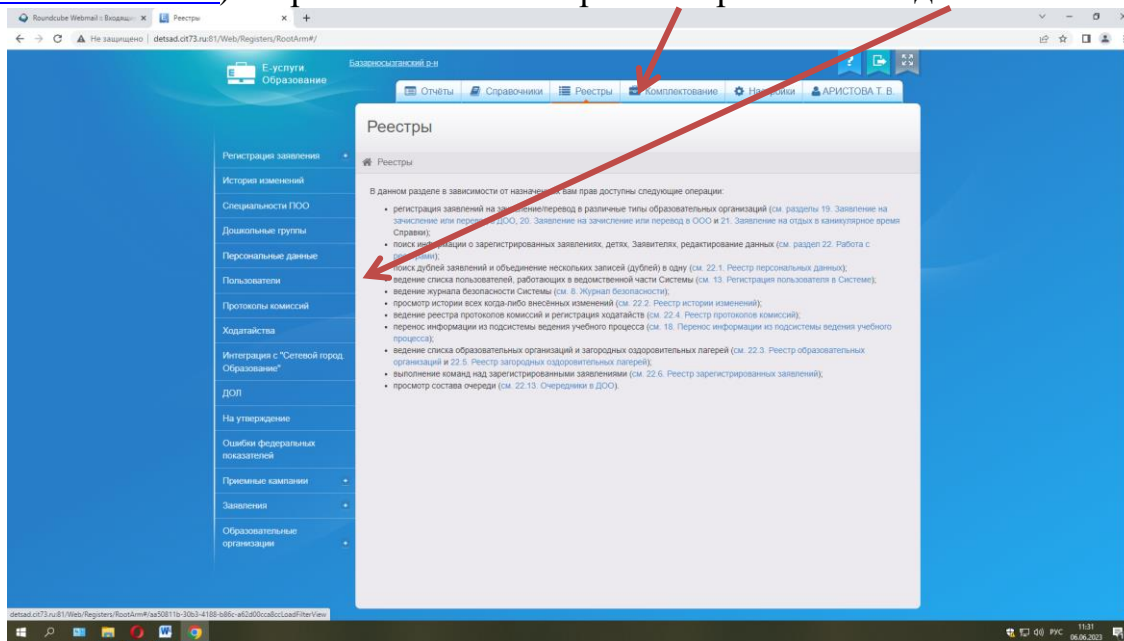 Roundcube Webmail :: Входящи
Реестры
Не защищено | detsad.cit73.ru:81/Web/Registers/RootArm#/
Е-услуги
Образование
Базарносызганский р-н
Отчёты
Справочники
Реестры
Комплектование
Настройки
АРИСТОВА Т. В.
Реестры
Реестры
Регистрация заявления
История изменений
Специальности ПОО
Дошкольные группы
Персональные данные
Пользователи
Протоколы комиссий
Ходатайства
Интеграция с "Сетевой город.
Образование"
ДОЛ
На утверждение
Ошибки федеральных
показателей
Приемные кампании
Заявления
Образовательные
организации
В данном разделе в зависимости от назначенных вам прав доступны следующие операции:
• регистрация заявлений на зачисление/перевод в различные типы образовательных организаций (см. разделы 19. Заявление на
зачисление или перевод в ДОО, 20. Заявление на зачисление или перевод в ООО и 21. Заявление на отдых в каникулярное время
Справки);
• поиск информации о зарегистрированных заявлениях, детях, Заявителях, редактирование данных (см. раздел 22. Работа с
реестрами);
• поиск дублей заявлений и объединение нескольких записей (дублей) в одну (см. 22.1. Реестр персональных данных);
• ведение списка пользователей, работающих в ведомственной части Системы (см. 13. Регистрация пользователя в Системе);
• ведение журнала безопасности Системы (см. 8. Журнал безопасности);
• просмотр истории всех когда-либо внесённых изменений (см. 22.2. Реестр истории изменений);
• ведение реестра протоколов комиссий и регистрация ходатайств (см. 22.4. Реестр протоколов комиссий);
• перенос информации из подсистемы ведения учебного процесса (см. 18. Перенос информации из подсистемы ведения учебного
процесса);
• ведение списка образовательных организаций и загородных оздоровительных лагерей (см. 22.3. Реестр образовательных
организаций и 22.5. Реестр загородных оздоровительных лагерей);
• выполнение команд над зарегистрированными заявлениями (см. 22.6. Реестр зарегистрированных заявлений);
• просмотр состава очереди (см. 22.13. Очередники в ДОО).
detsad.cit73.ru:81/Web/Registers/RootArm#/aa50811b-30b3-4188-b86c-a62d00cca8ccLoadFilterView
РУС
11:31
06.06.2023